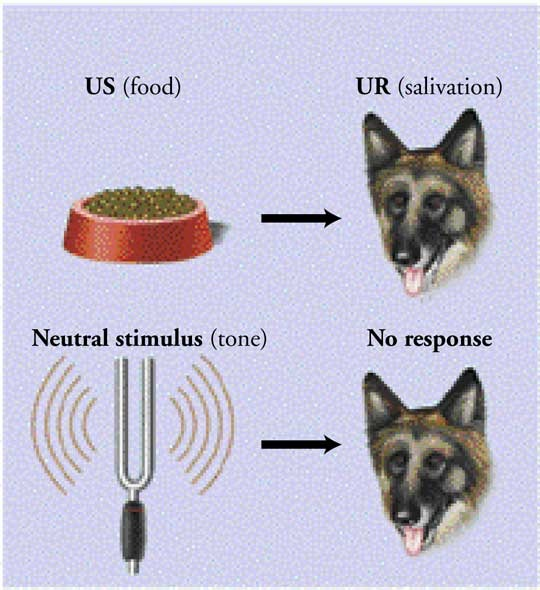 US (food)
UR (salivation)
Neutral stimulus (tone)
No response